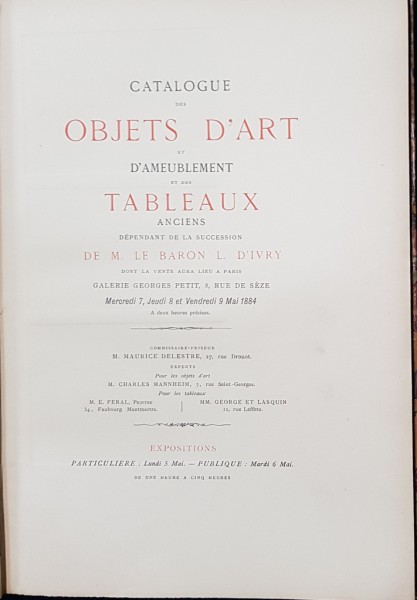 CATALOGUE
DES
OBJETS D'ART
ET
D'AMEUBLEMENT
ET DES
TABLEAUX
ANCIENS
DÉPENDANT DE LA SUCCESSION
DE M. LE BARON L. D'IVRY
DONT LA VENTE AURA LIEU A PARIS
GALERIE GEORGES PETIT, 8, RUE DE SÈZE
Mercredi 7, Jeudi 8 et Vendredi 9 Mai 1884
A deux heures précises.
COMMISSAIRE-PRISEUR
M. MAURICE DELESTRE, 27, rue Drouot.
EXPERTS
Pour les objets d'art
M. CHARLES MANNHEIM, 7, rue Saint-Georges.
Pour les tableaux
M. E. FERAL, PEINTRE
54, Faubourg Montmartre.
MM. GEORGE ET LASQUIN
12, rue Laffitte.
EXPOSITIONS
PARTICULIÈRE : Lundi 5 Mai. — PUBLIQUE : Mardi 6 Mai.
DE UNE HEURE A CINQ HEURES